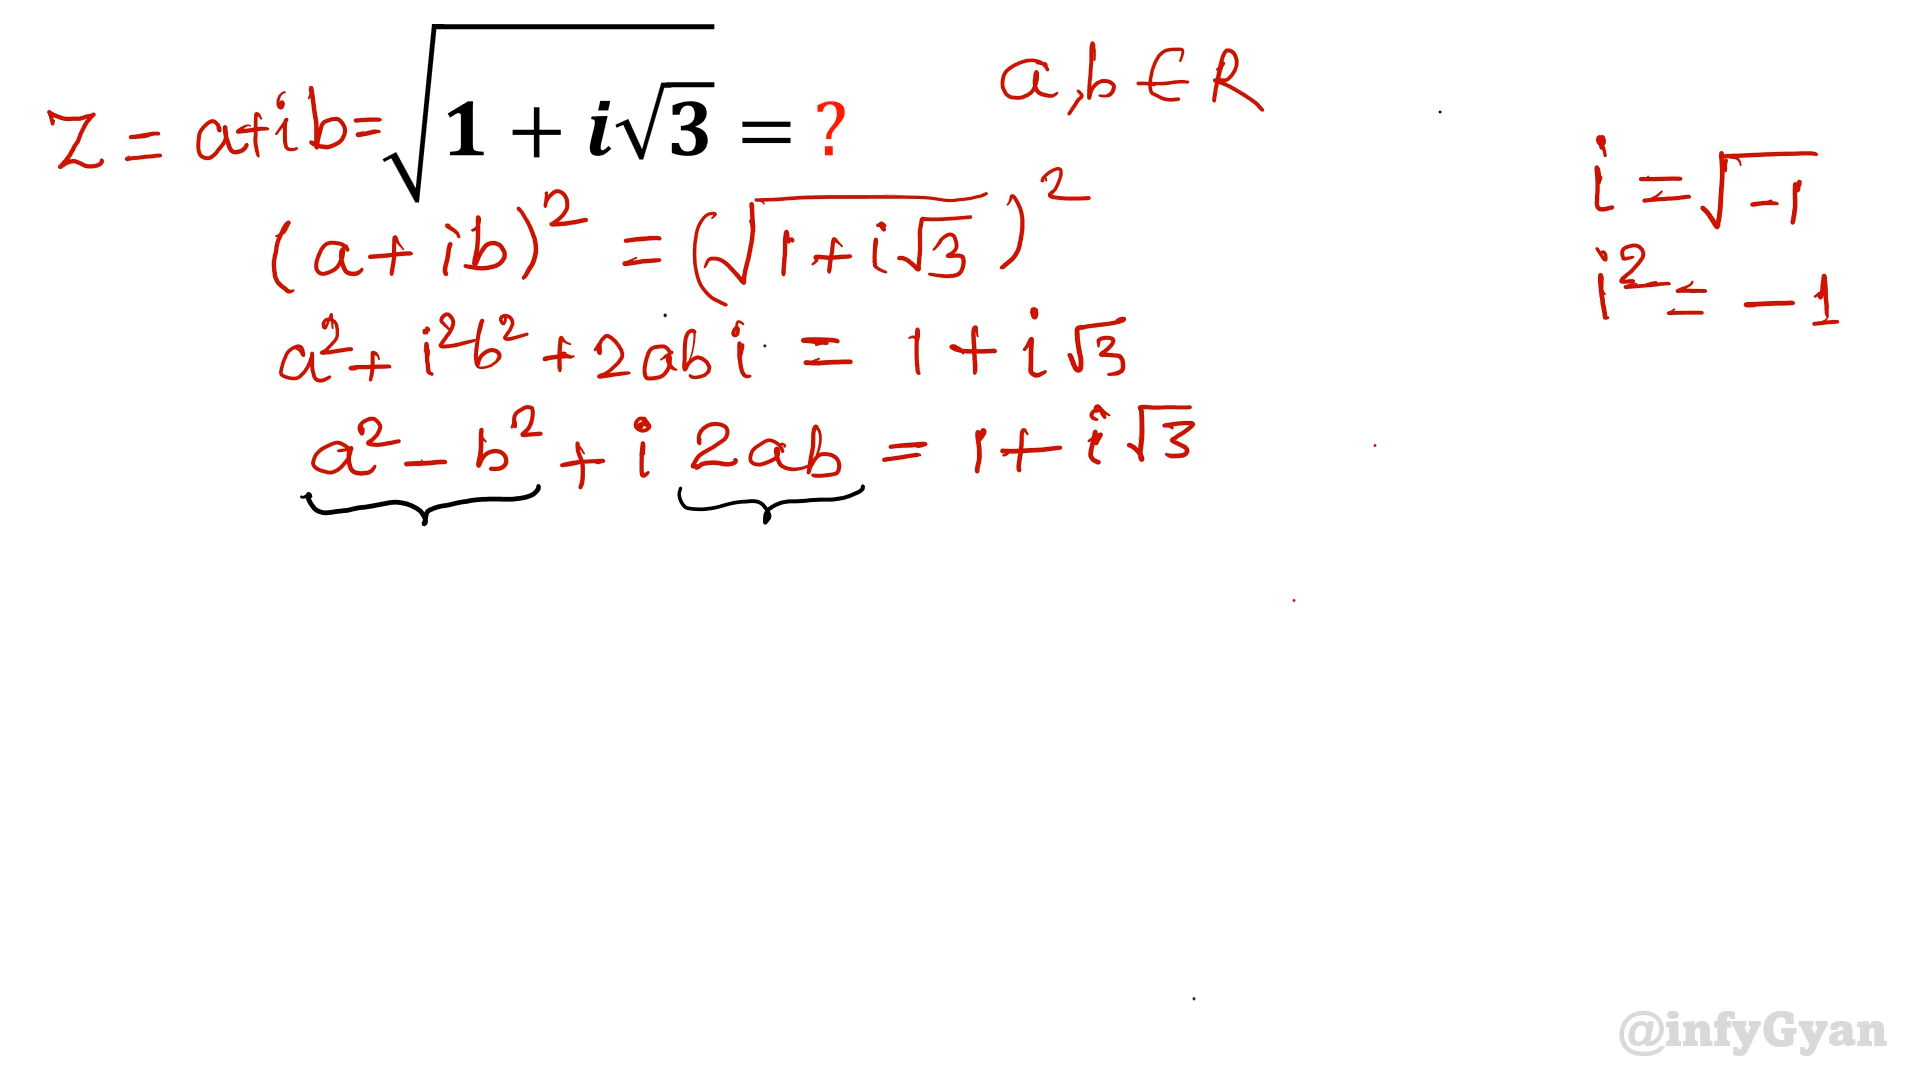 Z = a+ib = √(1 + i√3) = ?
a,b ∈ R
(a + ib)² = (√(1 + i√3))²
a² + i²b² + 2abi = 1 + i√3
a² − b² + i 2ab = 1 + i√3
i = √−1
i² = −1
@infyGyan